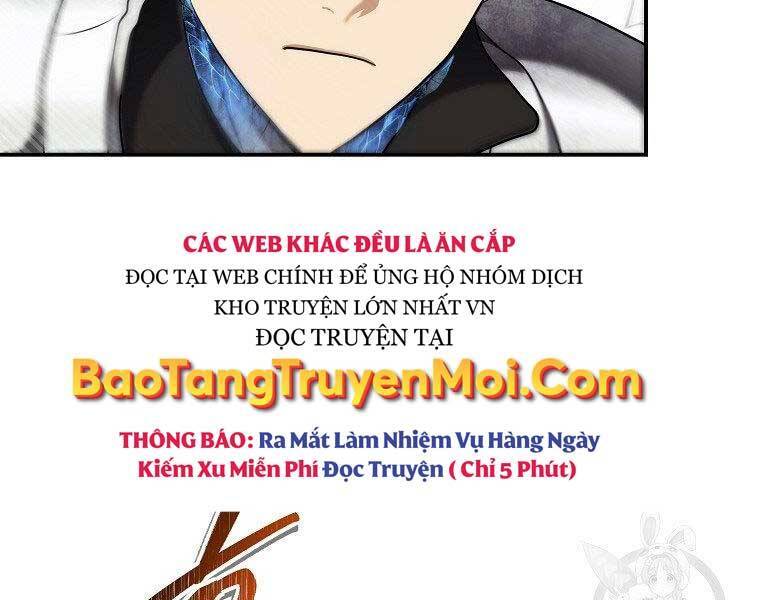 CÁC WEB KHÁC ĐỀU LÀ ĂN CẮP
ĐỌC TẠI WEB CHÍNH ĐỂ ỦNG HỘ NHÓM DỊCH
KHO TRUYỆN LỚN NHẤT VN
ĐỌC TRUYỆN TẠI
BaoTangTruyenMoi.Com
THÔNG BÁO: Ra Mắt Làm Nhiệm Vụ Hàng Ngày
Kiếm Xu Miễn Phí Đọc Truyện ( Chỉ 5 Phút)